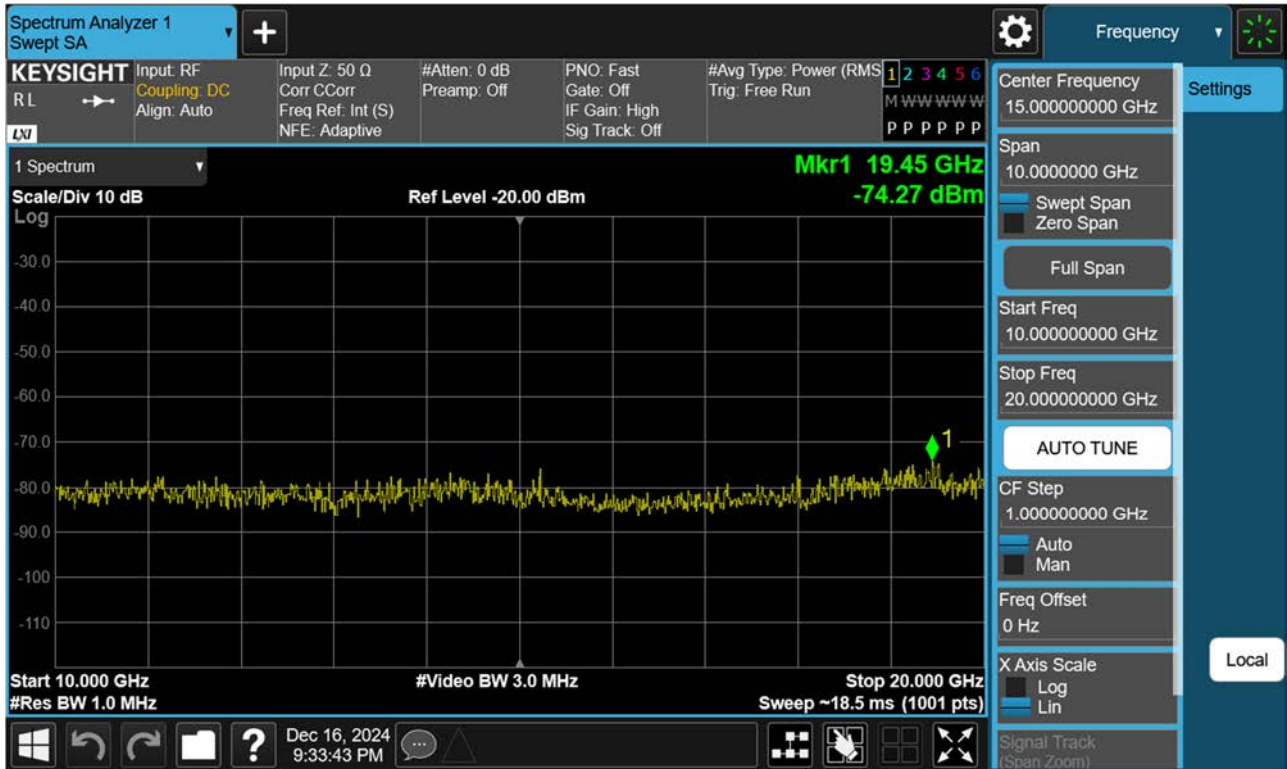 Spectrum Analyzer 1
Swept SA
+
Frequency
KEYSIGHT
R L
LXI
Input: RF
Coupling: DC
Align: Auto
Input Z: 50 Ω
Corr CCorr
Freq Ref: Int (S)
NFE: Adaptive
#Atten: 0 dB
Preamp: Off
PNO: Fast
Gate: Off
IF Gain: High
Sig Track: Off
#Avg Type: Power (RMS
Trig: Free Run
1 2 3 4 5 6
M W W W W W
P P P P P P
1 Spectrum
Scale/Div 10 dB
Ref Level -20.00 dBm
Mkr1 19.45 GHz
-74.27 dBm
Log
-30.0
-40.0
-50.0
-60.0
-70.0
-80.0
-90.0
-100
-110
1
Start 10.000 GHz
#Res BW 1.0 MHz
#Video BW 3.0 MHz
Stop 20.000 GHz
Sweep ~18.5 ms (1001 pts)
Center Frequency
15.000000000 GHz
Span
10.0000000 GHz
Swept Span
Zero Span
Full Span
Start Freq
10.000000000 GHz
Stop Freq
20.000000000 GHz
AUTO TUNE
CF Step
1.000000000 GHz
Auto
Man
Freq Offset
0 Hz
X Axis Scale
Log
Lin
Signal Track
(Span Zoom)
Settings
Local
?
Dec 16, 2024
9:33:43 PM